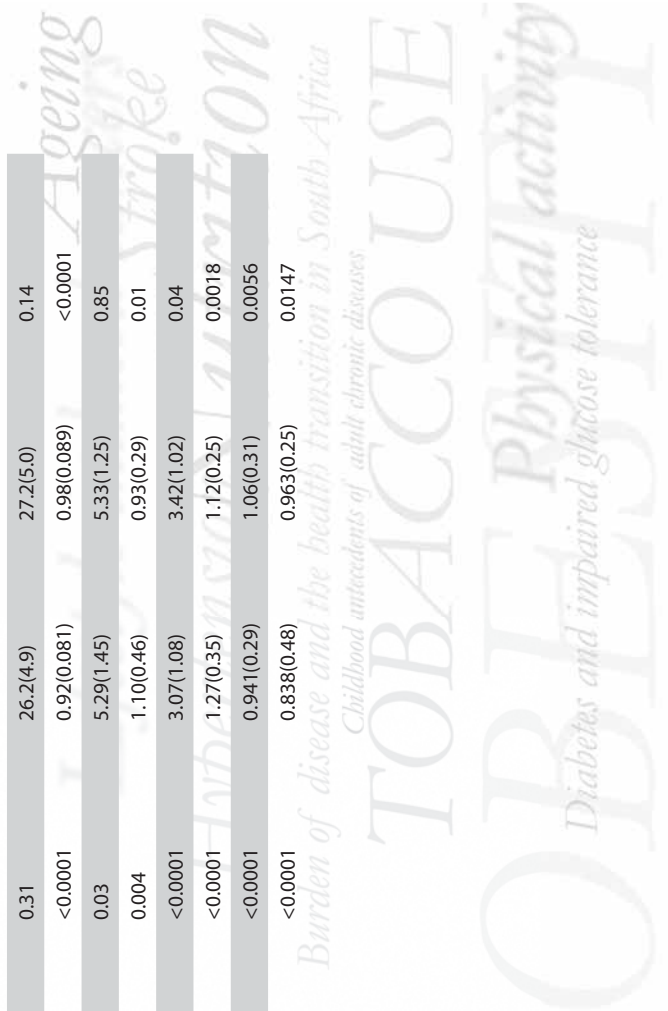 0.31 26.2(4.9) 27.2(5.0) 0.14
<0.0001 0.92(0.081) 0.98(0.089) <0.0001
0.03 5.29(1.45) 5.33(1.25) 0.85
0.004 1.10(0.46) 0.93(0.29) 0.01
<0.0001 3.07(1.08) 3.42(1.02) 0.04
<0.0001 1.27(0.35) 1.12(0.25) 0.0018
<0.0001 0.941(0.29) 1.06(0.31) 0.0056
<0.0001 0.838(0.48) 0.963(0.25) 0.0147
Ageing
Stroke
Burden of disease and the health transition in South Africa
Childhood antecedents of adult chronic diseases
TOBACCO USE
Physical activity
OBESITY
Diabetes and impaired glucose tolerance